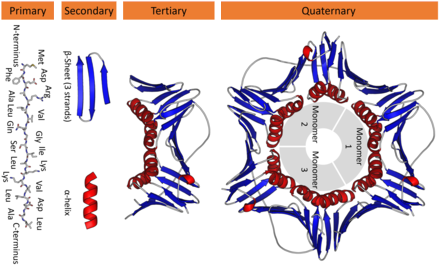 Primary
Secondary
Tertiary
Quaternary
N-terminus
Met
Asp
Arg
Phe
Val
Ala
Leu
Gln
Gly
Ile
Lys
Ser
Leu
Lys
Val
Leu
Asp
Leu
Ala
C-terminus
β-Sheet (3 strands)
α-helix
Monomer
1
Monomer
2
Monomer
3